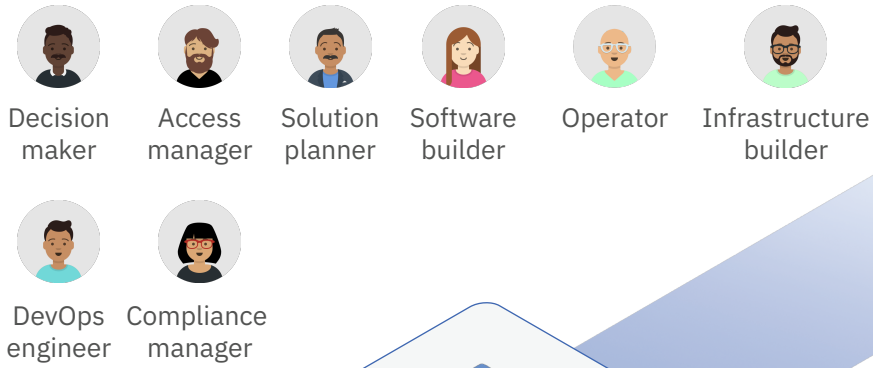 Decision
maker
Access
manager
Solution
planner
Software
builder
Operator
Infrastructure
builder
DevOps
engineer
Compliance
manager